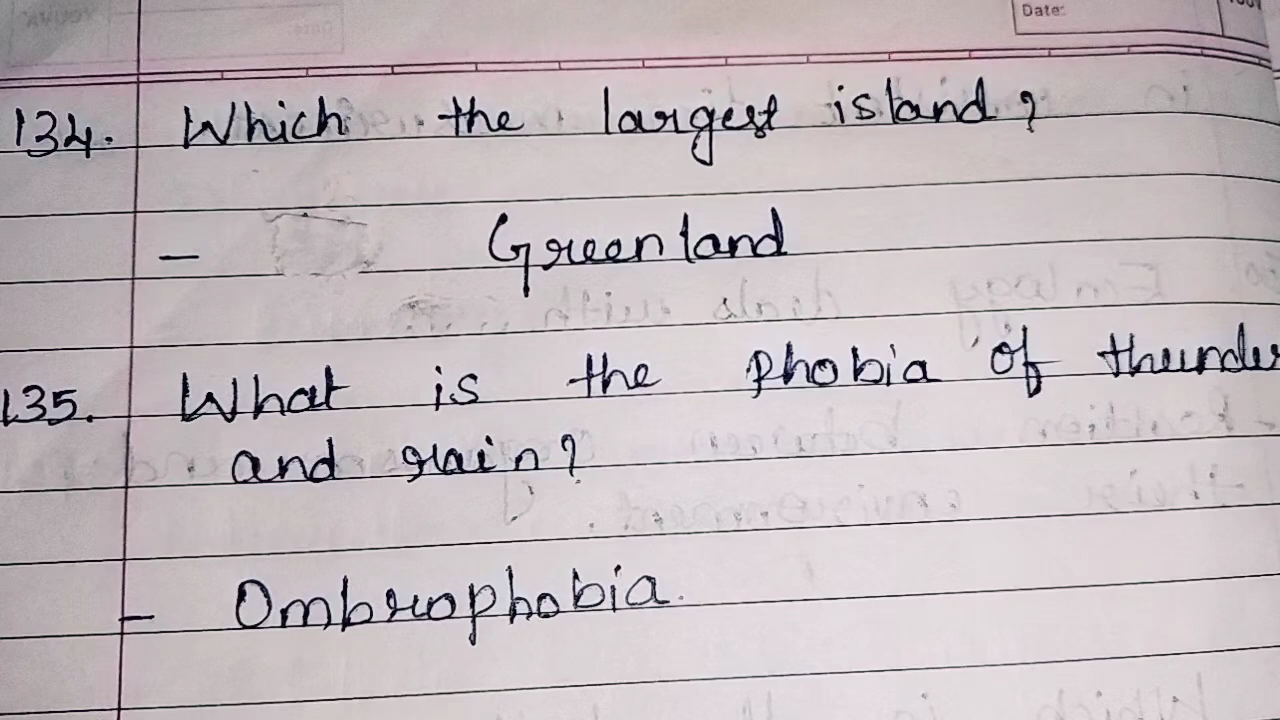 Date:
134. Which the largest island?
- Greenland
135. What is the phobia of thunder
and rain?
- Ombrophobia.